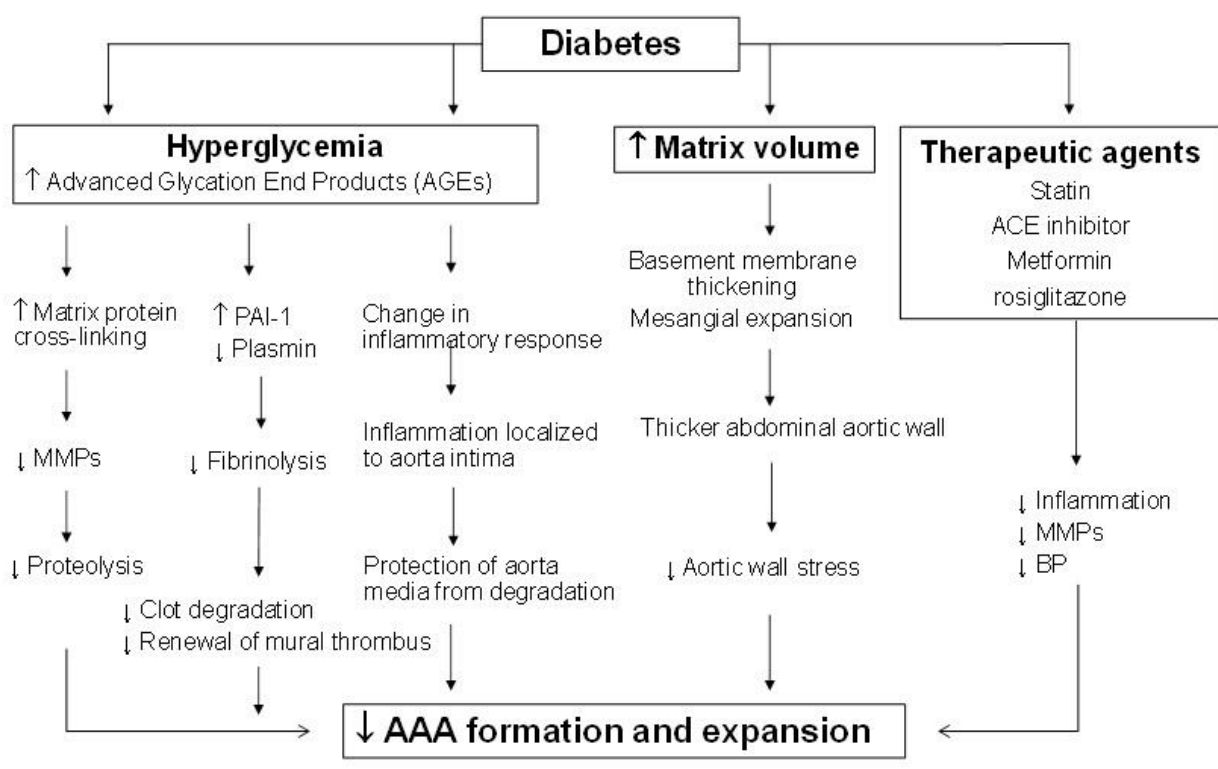 Diabetes
Hyperglycemia
↑ Advanced Glycation End Products (AGEs)
↑ Matrix volume
Therapeutic agents
Statin
ACE inhibitor
Metformin
rosiglitazone
↑ Matrix protein
cross-linking
↓ MMPs
↓ Proteolysis
↑ PAI-1
↓ Plasmin
↓ Fibrinolysis
↓ Clot degradation
↓ Renewal of mural thrombus
Change in
inflammatory response
Inflammation localized
to aorta intima
Protection of aorta
media from degradation
Basement membrane
thickening
Mesangial expansion
Thicker abdominal aortic wall
↓ Aortic wall stress
↓ Inflammation
↓ MMPs
↓ BP
↓ AAA formation and expansion